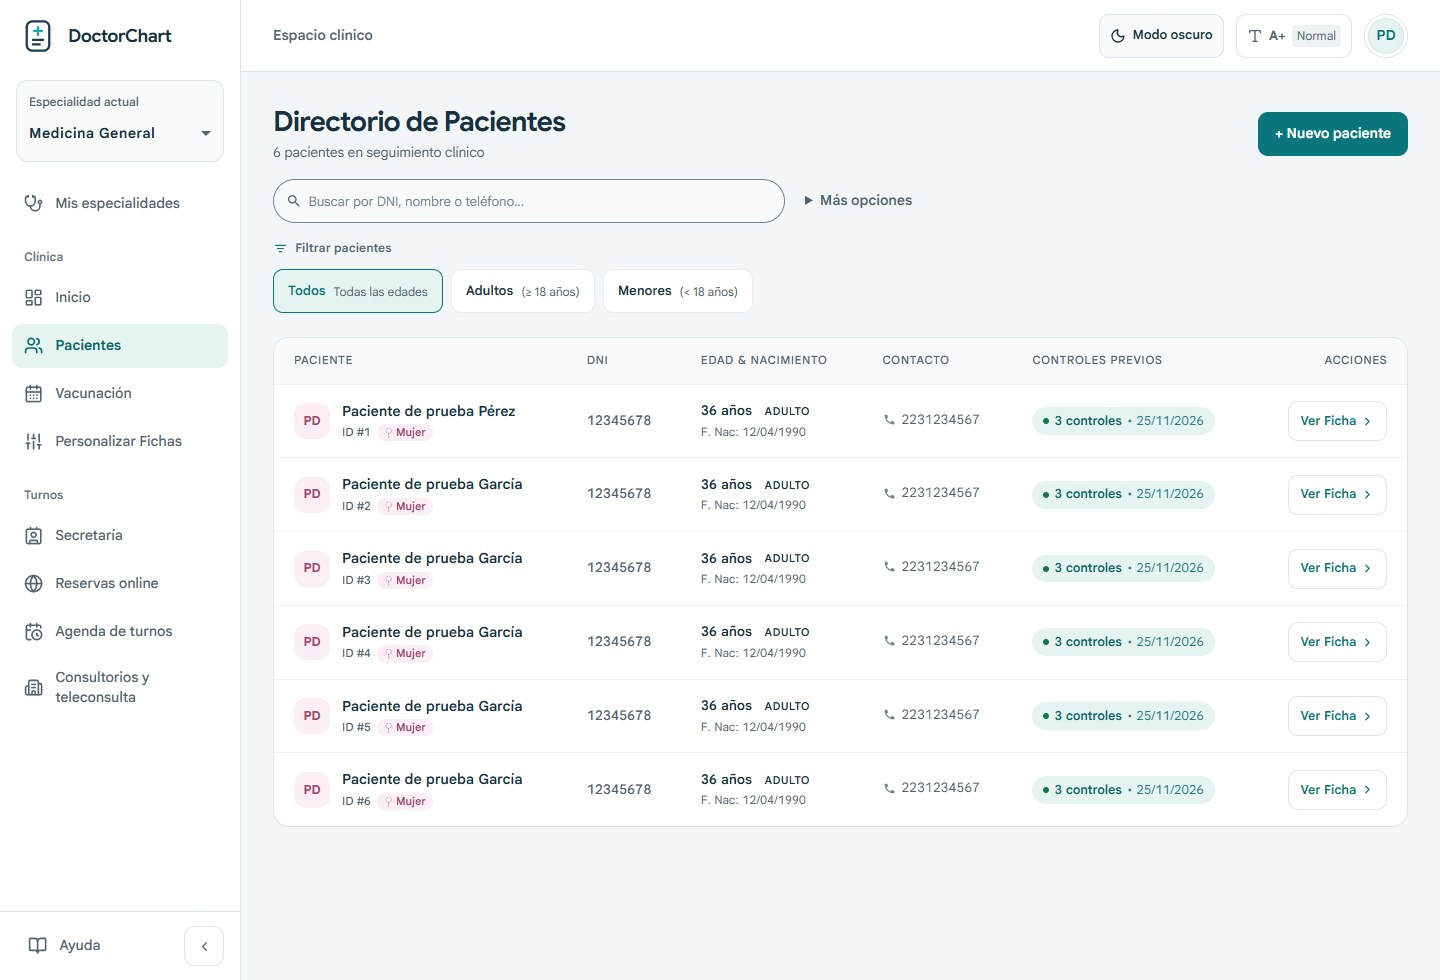 DoctorChart
Especialidad actual
Medicina General
Mis especialidades
Clínica
Inicio
Pacientes
Vacunación
Personalizar Fichas
Turnos
Secretaría
Reservas online
Agenda de turnos
Consultorios y
teleconsulta
Ayuda
Espacio clínico
Modo oscuro
A+ Normal
PD
Directorio de Pacientes
6 pacientes en seguimiento clínico
+ Nuevo paciente
Buscar por DNI, nombre o teléfono...
Más opciones
Filtrar pacientes
Todos Todas las edades
Adultos (≥ 18 años)
Menores (< 18 años)
PACIENTE DNI EDAD & NACIMIENTO CONTACTO CONTROLES PREVIOS ACCIONES
PD Paciente de prueba Pérez 12345678 36 años ADULTO 2231234567 3 controles • 25/11/2026 Ver Ficha
ID #1 Mujer F. Nac: 12/04/1990
PD Paciente de prueba García 12345678 36 años ADULTO 2231234567 3 controles • 25/11/2026 Ver Ficha
ID #2 Mujer F. Nac: 12/04/1990
PD Paciente de prueba García 12345678 36 años ADULTO 2231234567 3 controles • 25/11/2026 Ver Ficha
ID #3 Mujer F. Nac: 12/04/1990
PD Paciente de prueba García 12345678 36 años ADULTO 2231234567 3 controles • 25/11/2026 Ver Ficha
ID #4 Mujer F. Nac: 12/04/1990
PD Paciente de prueba García 12345678 36 años ADULTO 2231234567 3 controles • 25/11/2026 Ver Ficha
ID #5 Mujer F. Nac: 12/04/1990
PD Paciente de prueba García 12345678 36 años ADULTO 2231234567 3 controles • 25/11/2026 Ver Ficha
ID #6 Mujer F. Nac: 12/04/1990